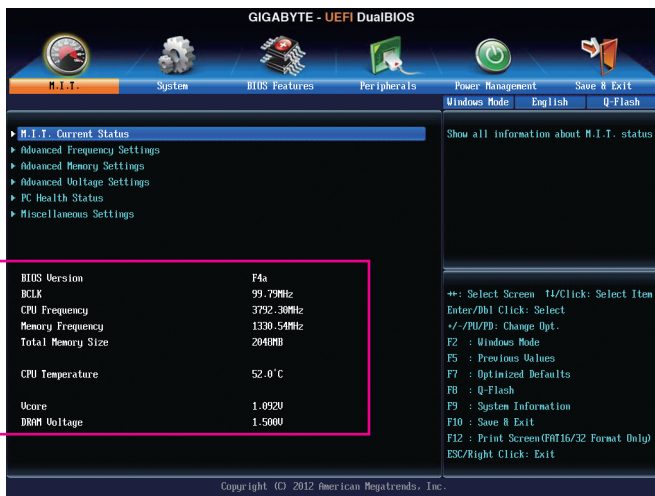 GIGABYTE - UEFI DualBIOS
M.I.T. System BIOS Features Peripherals Power Management Save & Exit
Windows Mode English Q-Flash
M.I.T. Current Status
Advanced Frequency Settings
Advanced Memory Settings
Advanced Voltage Settings
PC Health Status
Miscellaneous Settings
Show all information about M.I.T. status
BIOS Version F4a
BCLK 99.79MHz
CPU Frequency 3792.30MHz
Memory Frequency 1330.54MHz
Total Memory Size 2048MB
CPU Temperature 52.0°C
Vcore 1.092V
DRAM Voltage 1.500V
→←: Select Screen ↑↓/Click: Select Item
Enter/Dbl Click: Select
+/-/PU/PD: Change Opt.
F2 : Windows Mode
F5 : Previous Values
F7 : Optimized Defaults
F8 : Q-Flash
F9 : System Information
F10 : Save & Exit
F12 : Print Screen(FAT16/32 Format Only)
ESC/Right Click: Exit
Copyright (C) 2012 American Megatrends, Inc.